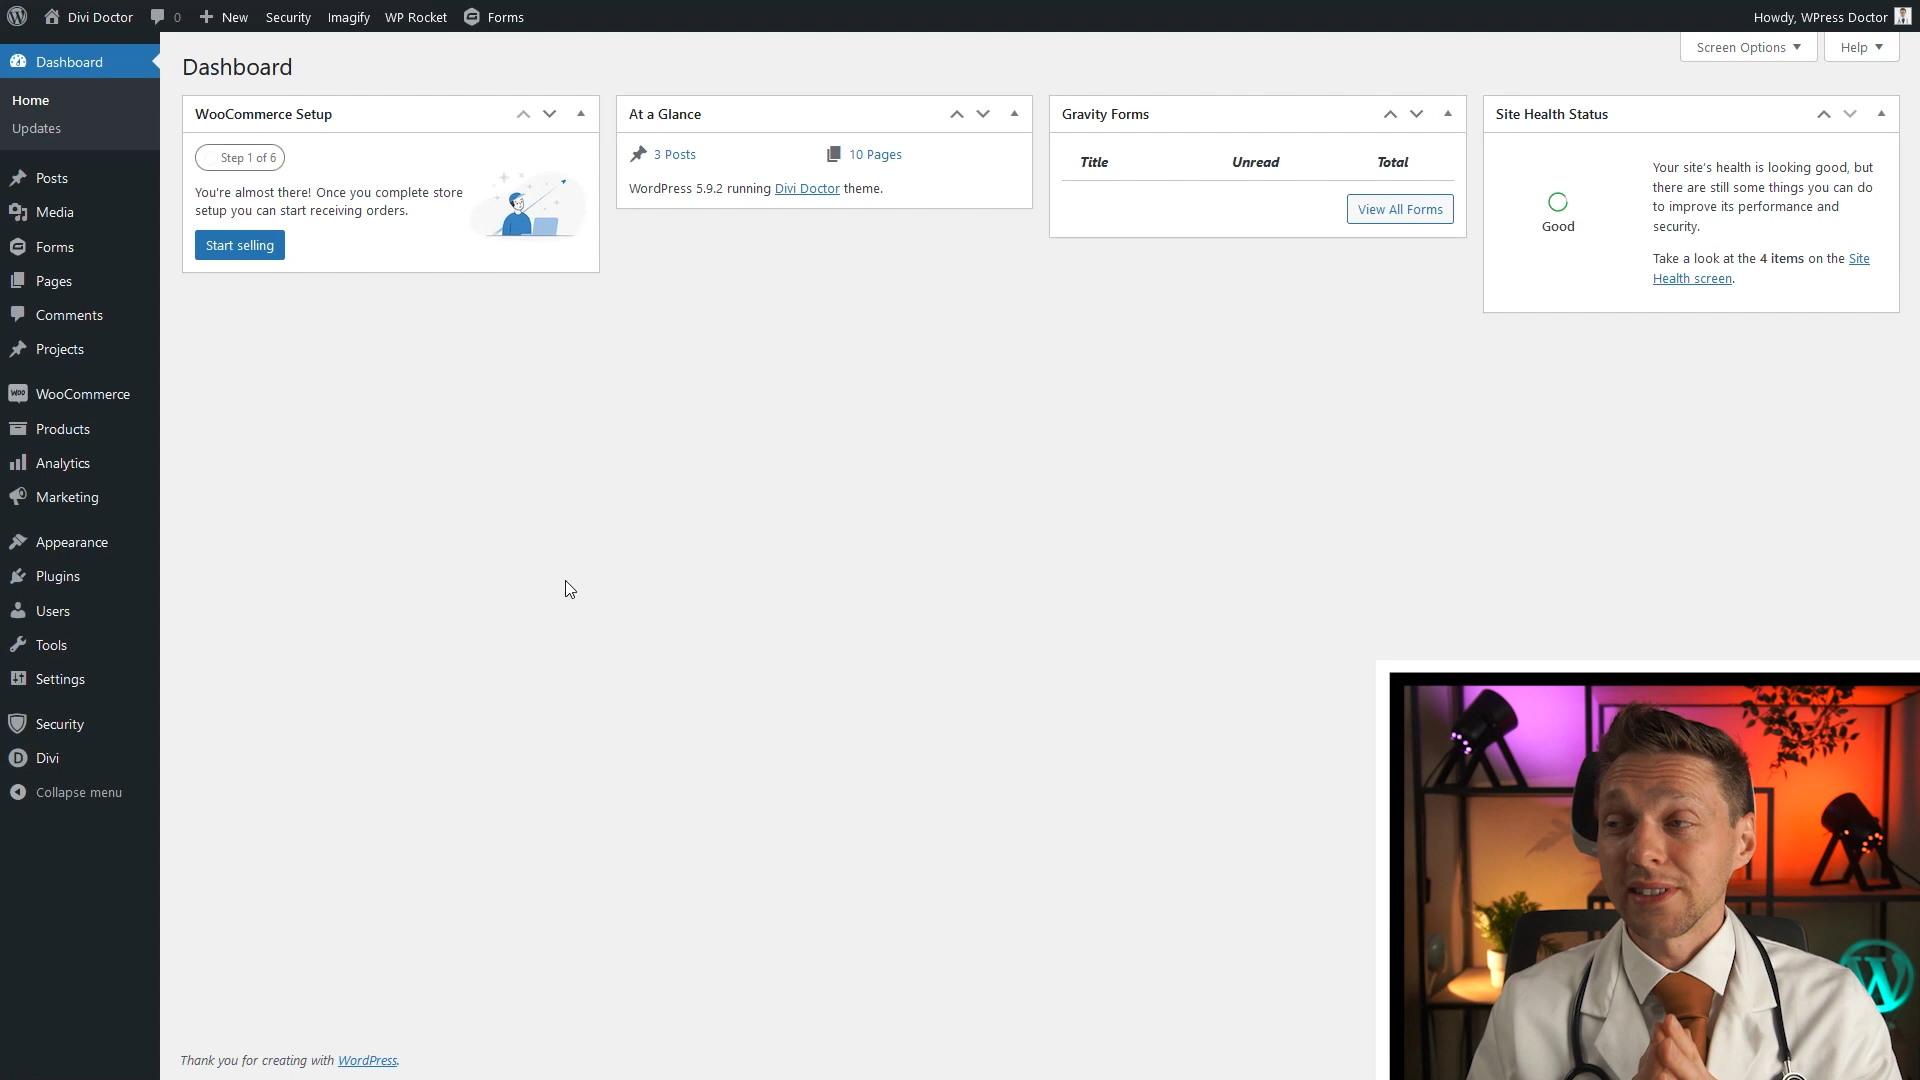 Divi Doctor 0 New Security Imagify WP Rocket Forms Howdy, WPress Doctor
Screen Options Help
Dashboard
Home
Updates
Posts
Media
Forms
Pages
Comments
Projects
WooCommerce
Products
Analytics
Marketing
Appearance
Plugins
Users
Tools
Settings
Security
Divi
Collapse menu
Dashboard
WooCommerce Setup
Step 1 of 6
You're almost there! Once you complete store
setup you can start receiving orders.
Start selling
At a Glance
3 Posts 10 Pages
WordPress 5.9.2 running Divi Doctor theme.
Gravity Forms
Title Unread Total
View All Forms
Site Health Status
Good
Your site's health is looking good, but
there are still some things you can do
to improve its performance and
security.
Take a look at the 4 items on the Site
Health screen.
Thank you for creating with WordPress.